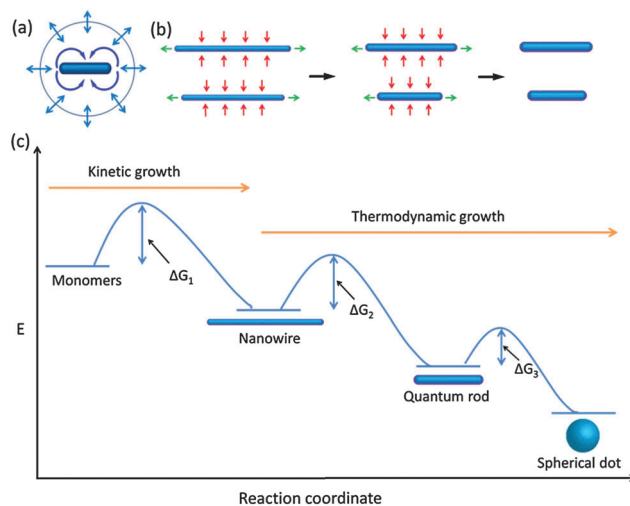 (a)
(b)
(c)
Kinetic growth
Thermodynamic growth
ΔG1
Monomers
ΔG2
E
Nanowire
ΔG3
Quantum rod
Spherical dot
Reaction coordinate